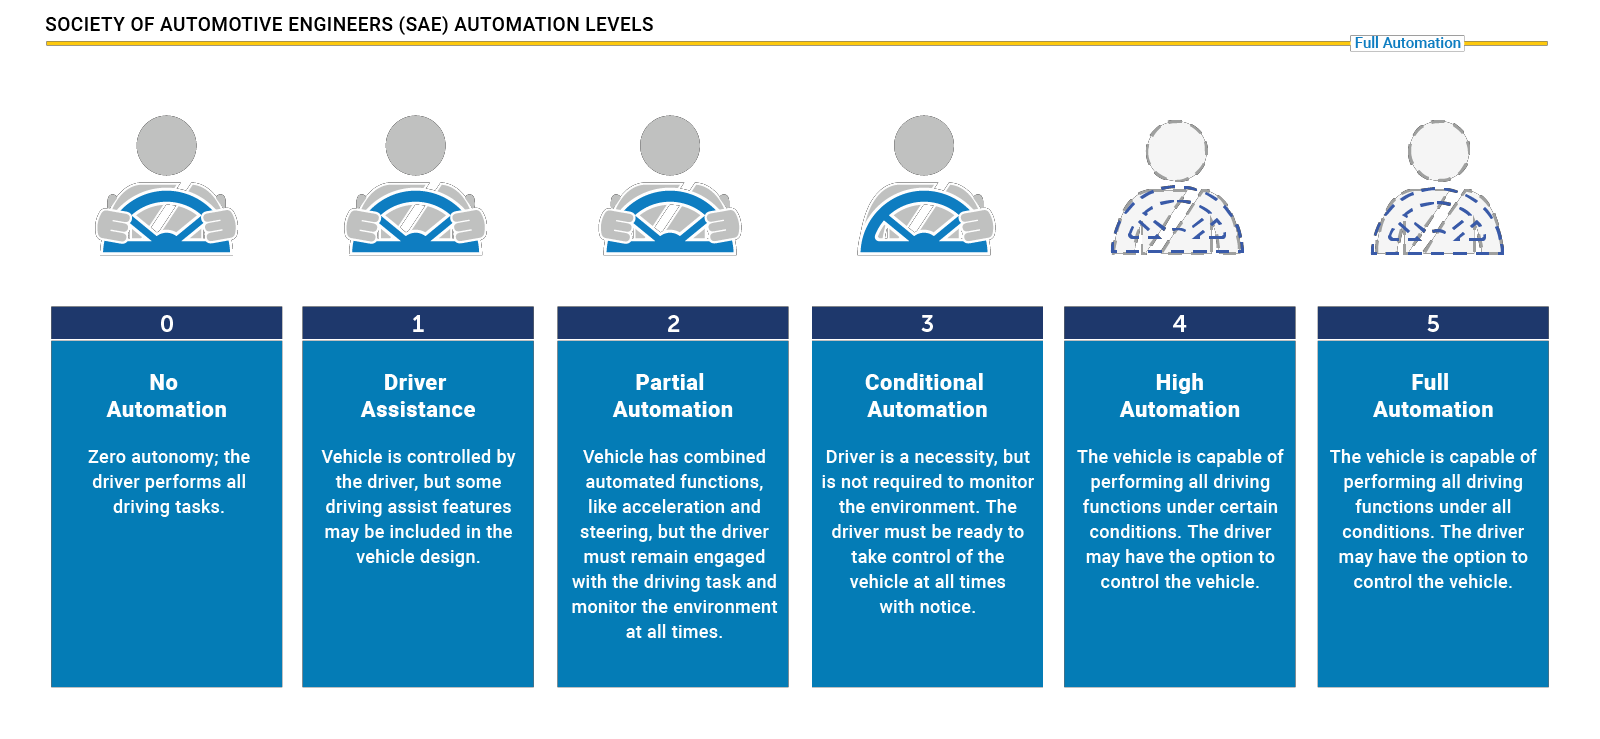 SOCIETY OF AUTOMOTIVE ENGINEERS (SAE) AUTOMATION LEVELS
Full Automation
0
No
Automation
Zero autonomy; the
driver performs all
driving tasks.
1
Driver
Assistance
Vehicle is controlled by
the driver, but some
driving assist features
may be included in the
vehicle design.
2
Partial
Automation
Vehicle has combined
automated functions,
like acceleration and
steering, but the driver
must remain engaged
with the driving task and
monitor the environment
at all times.
3
Conditional
Automation
Driver is a necessity, but
is not required to monitor
the environment. The
driver must be ready to
take control of the
vehicle at all times
with notice.
4
High
Automation
The vehicle is capable of
performing all driving
functions under certain
conditions. The driver
may have the option to
control the vehicle.
5
Full
Automation
The vehicle is capable of
performing all driving
functions under all
conditions. The driver
may have the option to
control the vehicle.